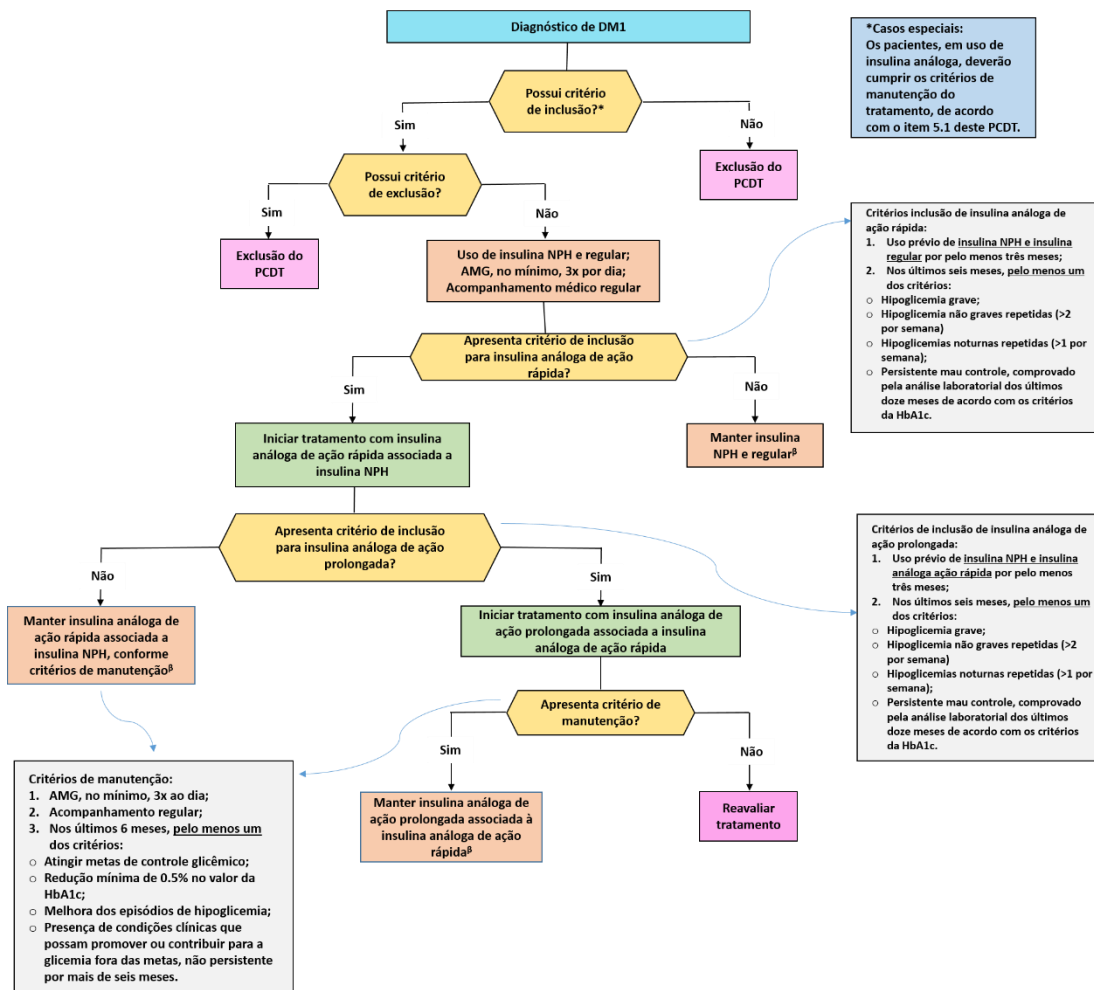 Diagnóstico de DM1
*Casos especiais:
Os pacientes, em uso de
insulina análoga, deverão
cumprir os critérios de
manutenção do
tratamento, de acordo
com o item 5.1 deste PCDT.
Possui critério
de inclusão?*
Sim
Não
Exclusão do
PCDT
Possui critério
de exclusão?
Sim
Não
Exclusão do
PCDT
Uso de insulina NPH e regular;
AMG, no mínimo, 3x por dia;
Acompanhamento médico regular
Critérios inclusão de insulina análoga de
ação rápida:
1. Uso prévio de insulina NPH e insulina
regular por pelo menos três meses;
2. Nos últimos seis meses, pelo menos um
dos critérios:
○ Hipoglicemia grave;
○ Hipoglicemia não graves repetidas (>2
por semana)
○ Hipoglicemias noturnas repetidas (>1 por
semana);
○ Persistente mau controle, comprovado
pela análise laboratorial dos últimos
doze meses de acordo com os critérios
da HbA1c.
Apresenta critério de inclusão
para insulina análoga de ação
rápida?
Sim
Não
Iniciar tratamento com insulina
análoga de ação rápida associada a
insulina NPH
Manter insulina
NPH e regularᵝ
Apresenta critério de inclusão
para insulina análoga de ação
prolongada?
Não
Sim
Critérios de inclusão de insulina análoga de
ação prolongada:
1. Uso prévio de insulina NPH e insulina
análoga ação rápida por pelo menos
três meses;
2. Nos últimos seis meses, pelo menos um
dos critérios:
○ Hipoglicemia grave;
○ Hipoglicemia não graves repetidas (>2
por semana)
○ Hipoglicemias noturnas repetidas (>1 por
semana);
○ Persistente mau controle, comprovado
pela análise laboratorial dos últimos
doze meses de acordo com os critérios
da HbA1c.
Manter insulina análoga de
ação rápida associada a
insulina NPH, conforme
critérios de manutençãoᵝ
Iniciar tratamento com insulina análoga de
ação prolongada associada a insulina
análoga de ação rápida
Apresenta critério de
manutenção?
Sim
Não
Manter insulina análoga de
ação prolongada associada à
insulina análoga de ação
rápidaᵝ
Reavaliar
tratamento
Critérios de manutenção:
1. AMG, no mínimo, 3x ao dia;
2. Acompanhamento regular;
3. Nos últimos 6 meses, pelo menos um
dos critérios:
○ Atingir metas de controle glicêmico;
○ Redução mínima de 0.5% no valor da
HbA1c;
○ Melhora dos episódios de hipoglicemia;
○ Presença de condições clínicas que
possam promover ou contribuir para a
glicemia fora das metas, não persistente
por mais de seis meses.